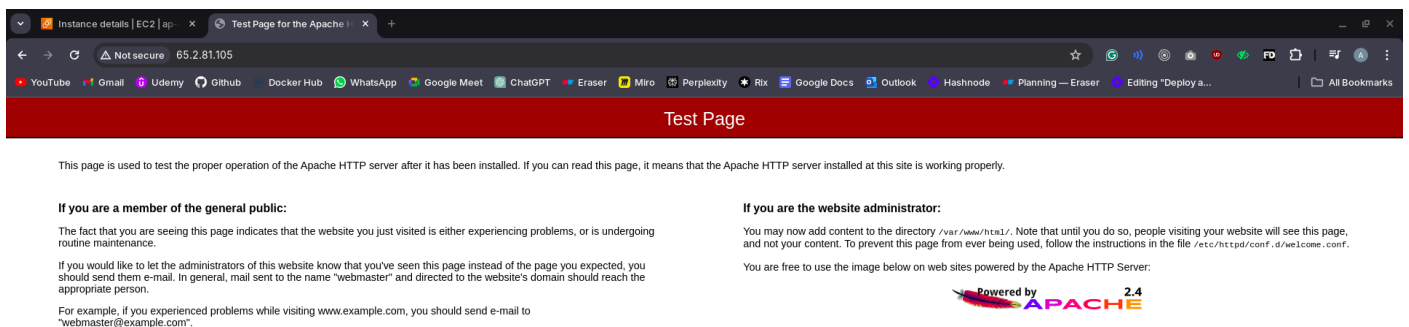 Instance details | EC2 | ap-
Test Page for the Apache H
Not secure 65.2.81.105
YouTube Gmail Udemy Github Docker Hub WhatsApp Google Meet ChatGPT Eraser Miro Perplexity Rix Google Docs Outlook Hashnode Planning — Eraser Editing "Deploy a... All Bookmarks
Test Page
This page is used to test the proper operation of the Apache HTTP server after it has been installed. If you can read this page, it means that the Apache HTTP server installed at this site is working properly.
If you are a member of the general public:
The fact that you are seeing this page indicates that the website you just visited is either experiencing problems, or is undergoing
routine maintenance.
If you would like to let the administrators of this website know that you've seen this page instead of the page you expected, you
should send them e-mail. In general, mail sent to the name "webmaster" and directed to the website's domain should reach the
appropriate person.
For example, if you experienced problems while visiting www.example.com, you should send e-mail to
"webmaster@example.com".
If you are the website administrator:
You may now add content to the directory /var/www/html/. Note that until you do so, people visiting your website will see this page,
and not your content. To prevent this page from ever being used, follow the instructions in the file /etc/httpd/conf.d/welcome.conf.
You are free to use the image below on web sites powered by the Apache HTTP Server:
Powered by 2.4
APACHE